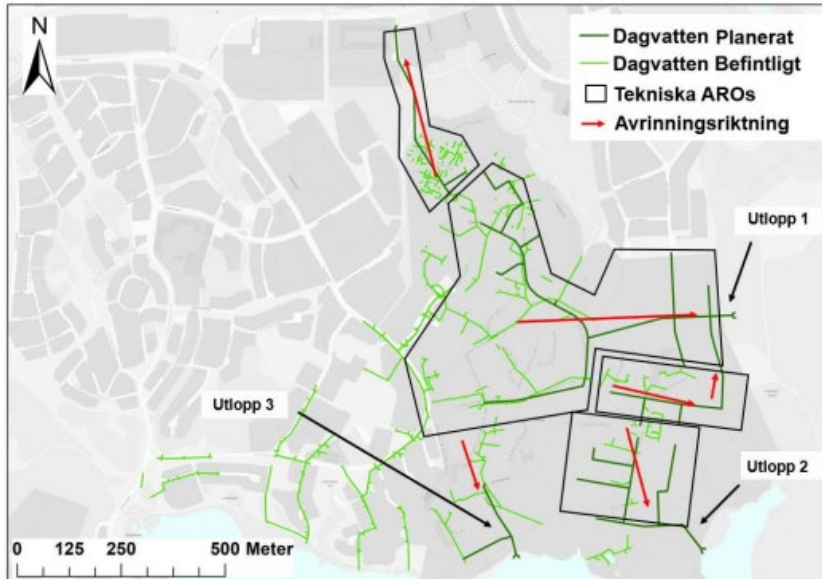 N
Dagvatten Planerat
Dagvatten Befintligt
Tekniska AROs
Avrinningsriktning
Utlopp 1
Utlopp 3
Utlopp 2
0 125 250 500 Meter